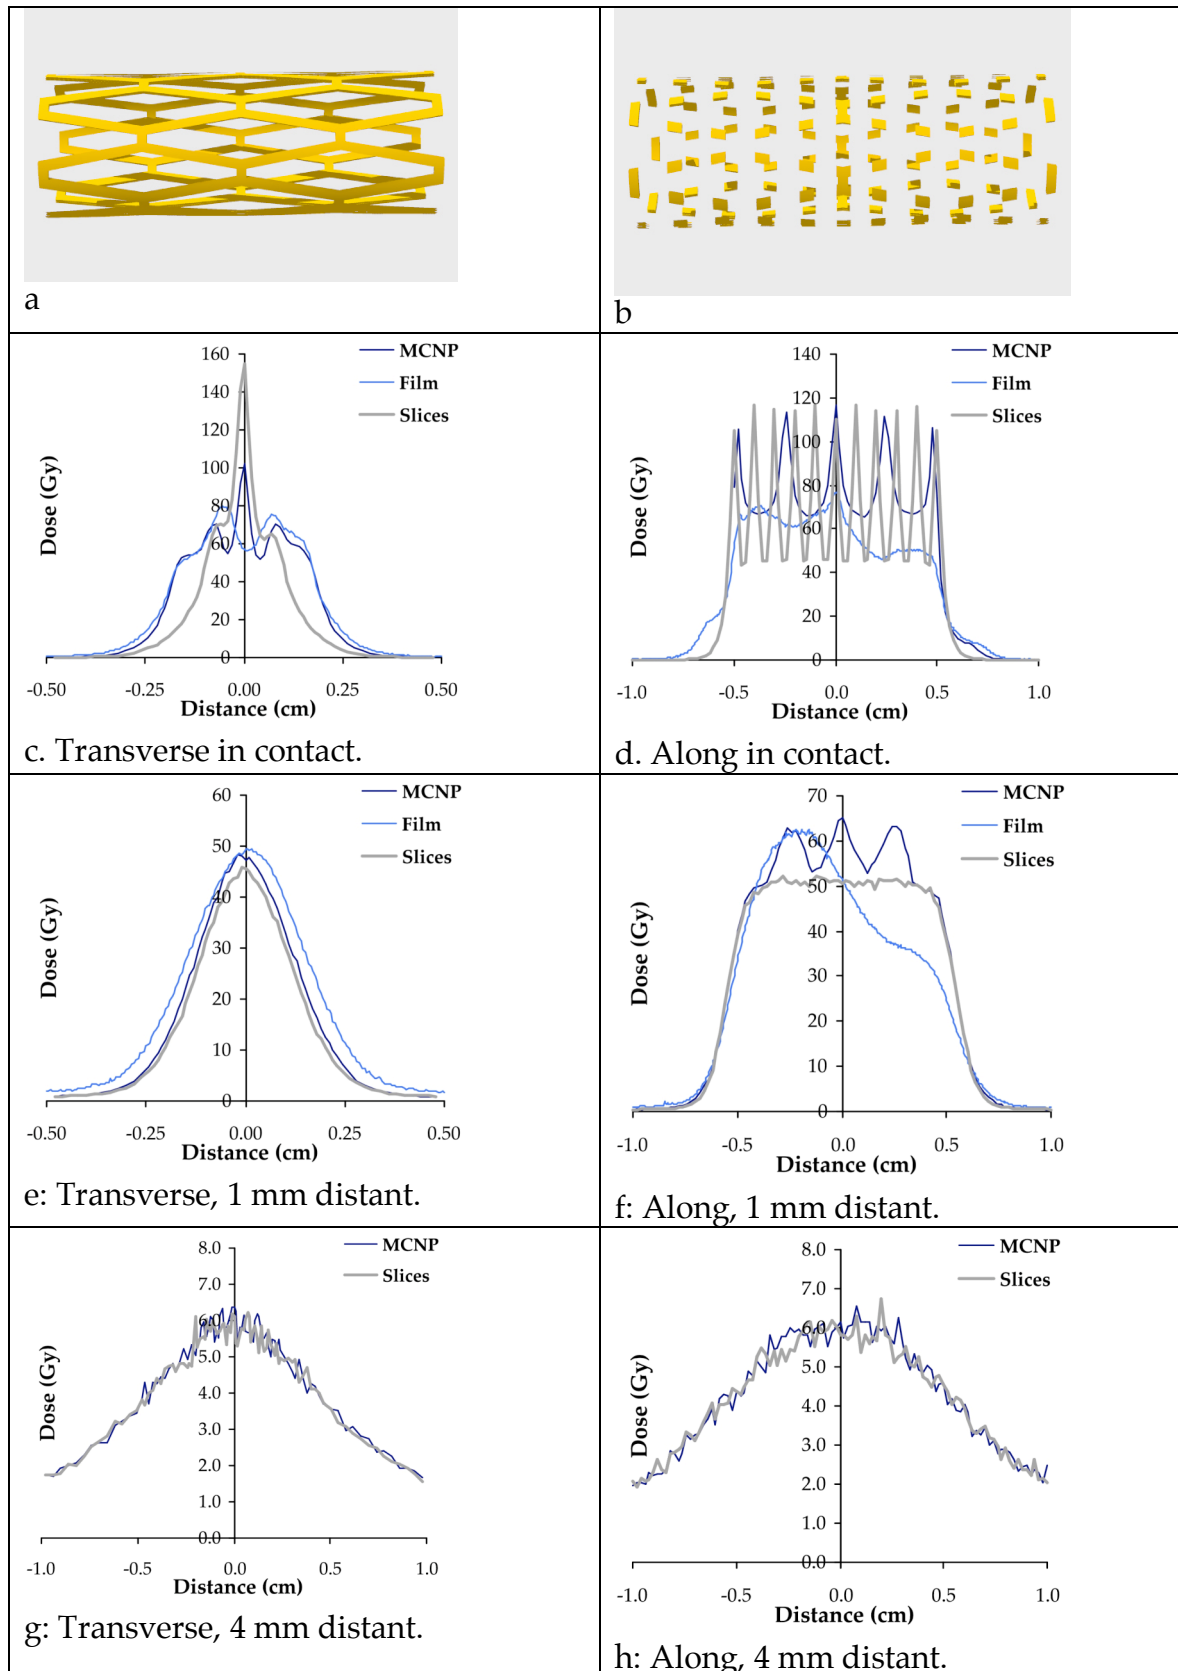 a
b
160
140
120
100
80
60
40
20
0
-0.50 -0.25 0.00 0.25 0.50
Dose (Gy)
Distance (cm)
MCNP
Film
Slices
c. Transverse in contact.
140
120
100
80
60
40
20
0
-1.0 -0.5 0.0 0.5 1.0
Dose (Gy)
Distance (cm)
MCNP
Film
Slices
d. Along in contact.
60
50
40
30
20
10
0
-0.50 -0.25 0.00 0.25 0.50
Dose (Gy)
Distance (cm)
MCNP
Film
Slices
e: Transverse, 1 mm distant.
70
60
50
40
30
20
10
0
-1.0 -0.5 0.0 0.5 1.0
Dose (Gy)
Distance (cm)
MCNP
Film
Slices
f: Along, 1 mm distant.
8.0
7.0
6.0
5.0
4.0
3.0
2.0
1.0
0.0
-1.0 -0.5 0.0 0.5 1.0
Dose (Gy)
Distance (cm)
MCNP
Slices
g: Transverse, 4 mm distant.
8.0
7.0
6.0
5.0
4.0
3.0
2.0
1.0
0.0
-1.0 -0.5 0.0 0.5 1.0
Dose (Gy)
Distance (cm)
MCNP
Slices
h: Along, 4 mm distant.